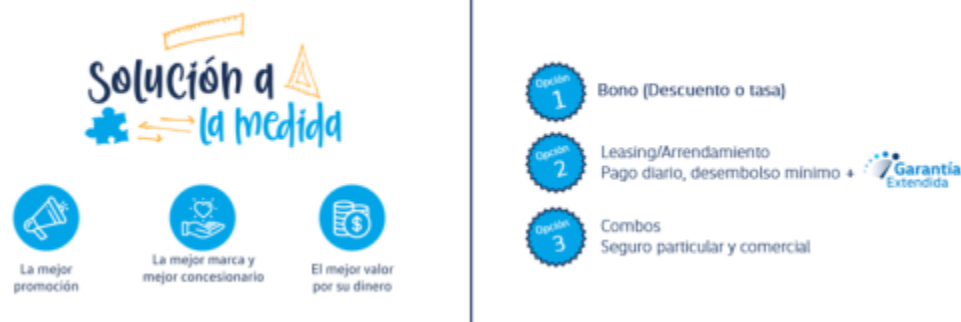 Solución a
la medida
La mejor
promoción
La mejor marca y
mejor concesionario
El mejor valor
por su dinero
Opción
1
Bono (Descuento o tasa)
Opción
2
Leasing/Arrendamiento
Pago diario, desembolso mínimo +
Garantía
Extendida
Opción
3
Combos
Seguro particular y comercial